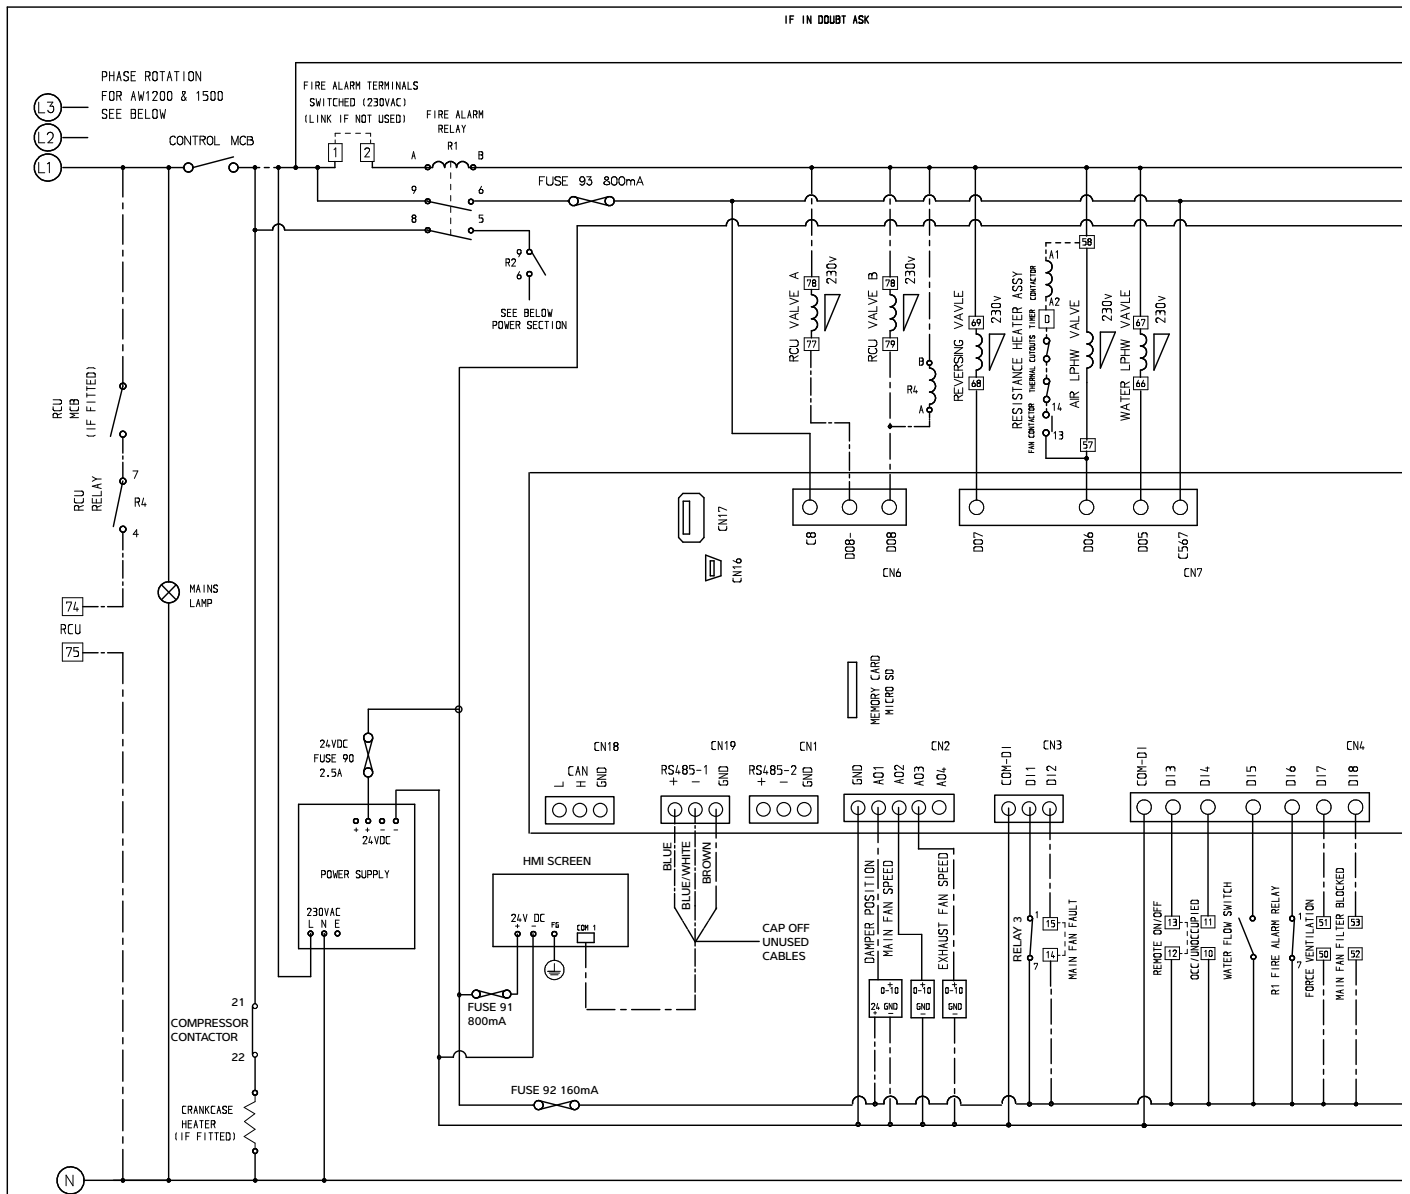 IF IN DOUBT ASK
PHASE ROTATION
FOR AW1200 & 1500
SEE BELOW
L3
L2
L1
CONTROL MCB
FIRE ALARM TERMINALS
SWITCHED (230VAC)
(LINK IF NOT USED)
1
2
FIRE ALARM
RELAY
R1
A
B
9
6
8
5
FUSE 93 800mA
R2
9
6
SEE BELOW
POWER SECTION
RCU VALVE A
78
77
230v
RCU VALVE B
78
79
230v
B
R4
A
REVERSING VAVLE
69
68
230v
RESISTANCE HEATER ASSY
FAN CONTACTOR THERMAL CUTOUTS TIMER CONTACTOR
A1
A2
D
14
13
AIR LPHW VALVE
58
57
230v
WATER LPHW VAVLE
67
66
230v
RCU
MCB
(IF FITTED)
RCU
RELAY
7
R4
4
74
RCU
75
MAINS
LAMP
CN17
CN16
C8
DO8-
DO8
CN6
DO7
DO6
DO5
C567
CN7
MEMORY CARD
MICRO SD
24VDC
FUSE 90
2.5A
+ + - -
24VDC
POWER SUPPLY
230VAC
L N E
CN18
CAN
L
H
GND
CN19
RS485-1
+
-
GND
CN1
RS485-2
+
-
GND
CN2
GND
AO1
AO2
AO3
AO4
CN3
COM-DI
DI1
DI2
CN4
COM-DI
DI3
DI4
DI5
DI6
DI7
DI8
HMI SCREEN
24V DC
+ -
FG
COM 1
BLUE
BLUE/WHITE
BROWN
CAP OFF
UNUSED
CABLES
FUSE 91
800mA
FUSE 92 160mA
DAMPER POSITION
MAIN FAN SPEED
EXHAUST FAN SPEED
+
0-10
24 GND
+ -
+
0-10
GND
-
+
0-10
GND
-
RELAY 3
1
7
15
14
MAIN FAN FAULT
REMOTE ON/OFF
13
12
OCC/UNOCCUPIED
11
10
WATER FLOW SWITCH
R1 FIRE ALARM RELAY
1
7
FORCE VENTILATION
51
50
MAIN FAN FILTER BLOCKED
53
52
21
COMPRESSOR
CONTACTOR
22
CRANKCASE
HEATER
(IF FITTED)
N